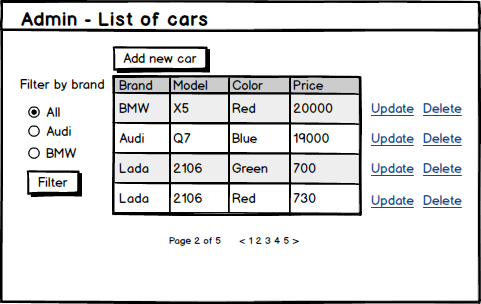 Admin - List of cars
Add new car
Filter by brand
All
Audi
BMW
Filter
Brand Model Color Price
BMW X5 Red 20000 Update Delete
Audi Q7 Blue 19000 Update Delete
Lada 2106 Green 700 Update Delete
Lada 2106 Red 730 Update Delete
Page 2 of 5 < 1 2 3 4 5 >